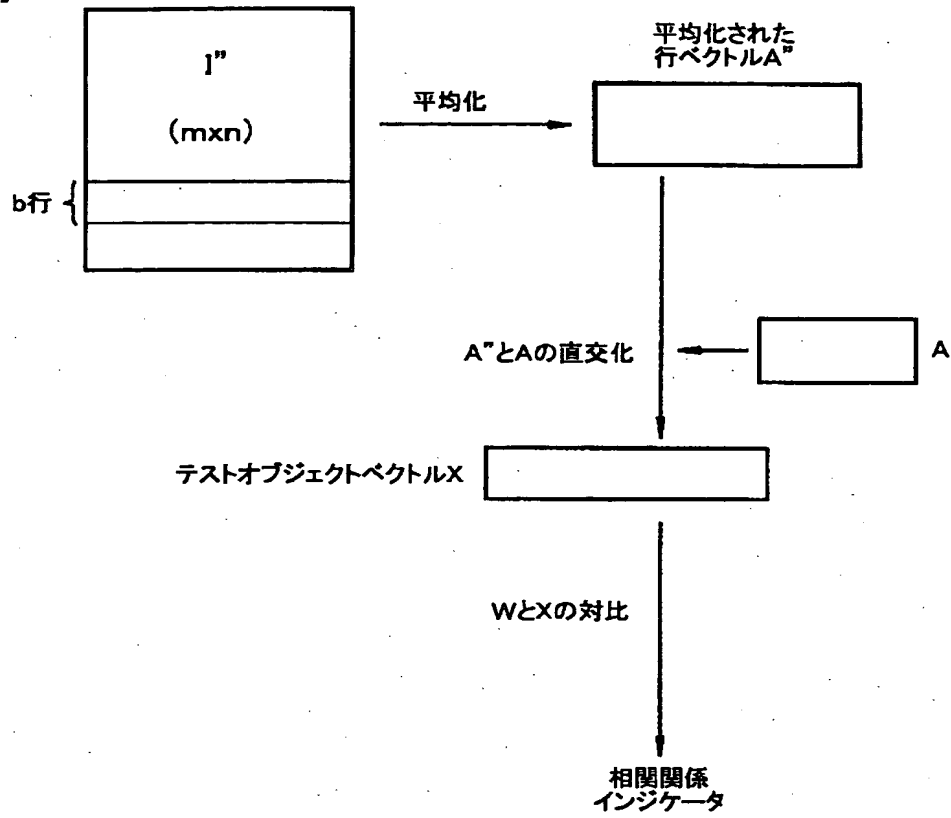 I”
(mxn)
b行
平均化
平均化された
行ベクトルA”
A”とAの直交化
A
テストオブジェクトベクトルX
WとXの対比
相関関係
インジケータ